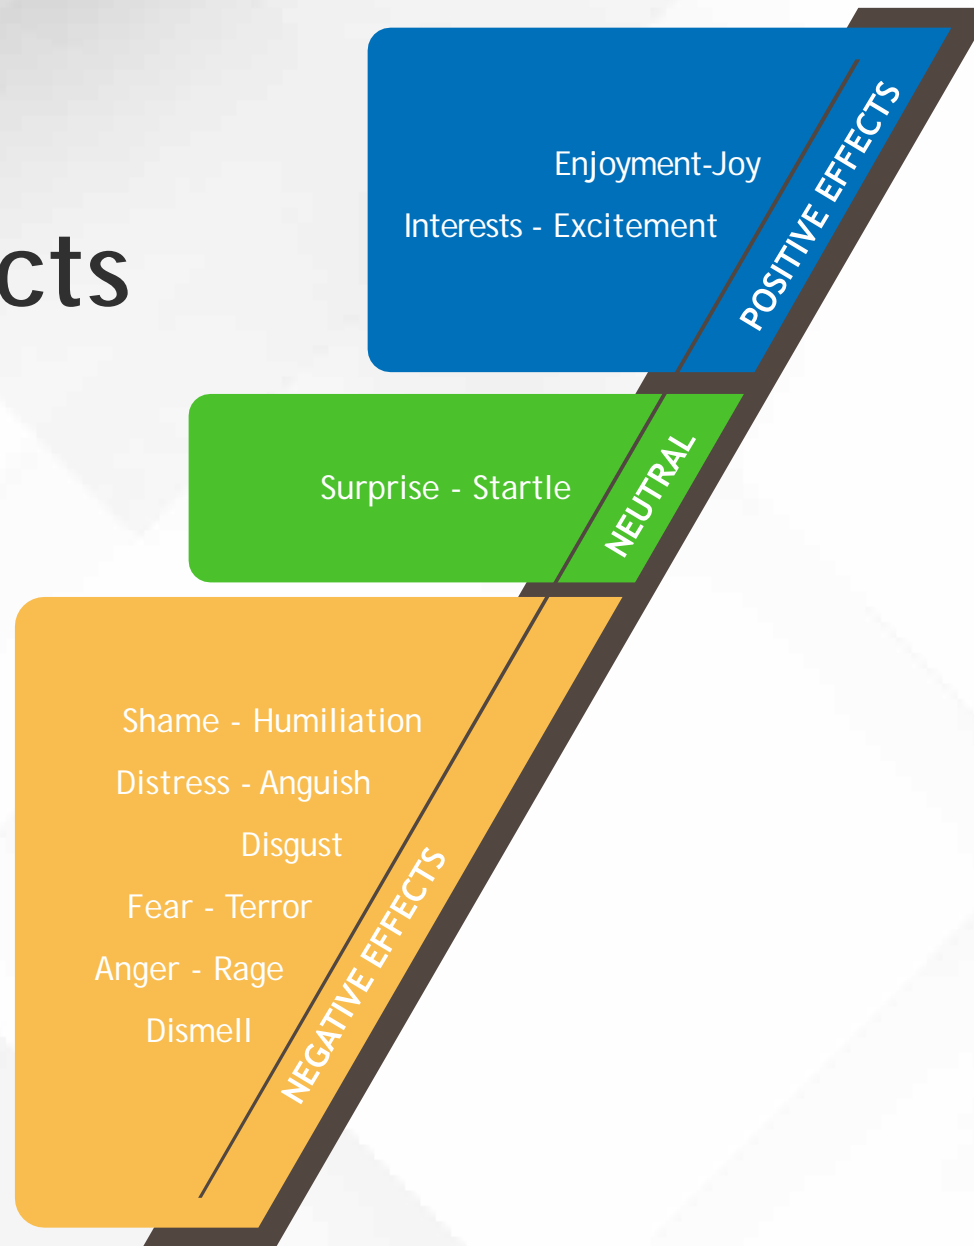 cts
Enjoyment-Joy
Interests - Excitement
POSITIVE EFFECTS
Surprise - Startle
NEUTRAL
Shame - Humiliation
Distress - Anguish
Disgust
Fear - Terror
Anger - Rage
Dismell
NEGATIVE EFFECTS